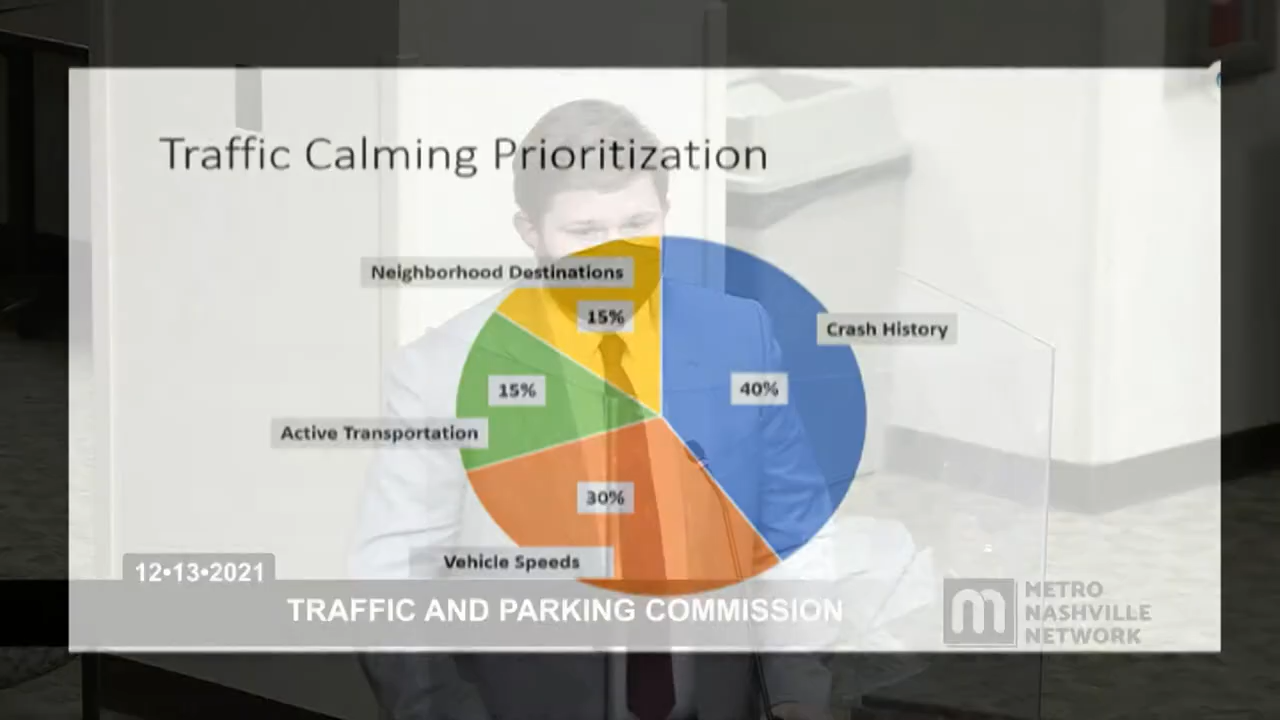 Traffic Calming Prioritization
Neighborhood Destinations
15%
Crash History
40%
15%
Active Transportation
30%
Vehicle Speeds
12•13•2021
TRAFFIC AND PARKING COMMISSION
m METRO
NASHVILLE
NETWORK